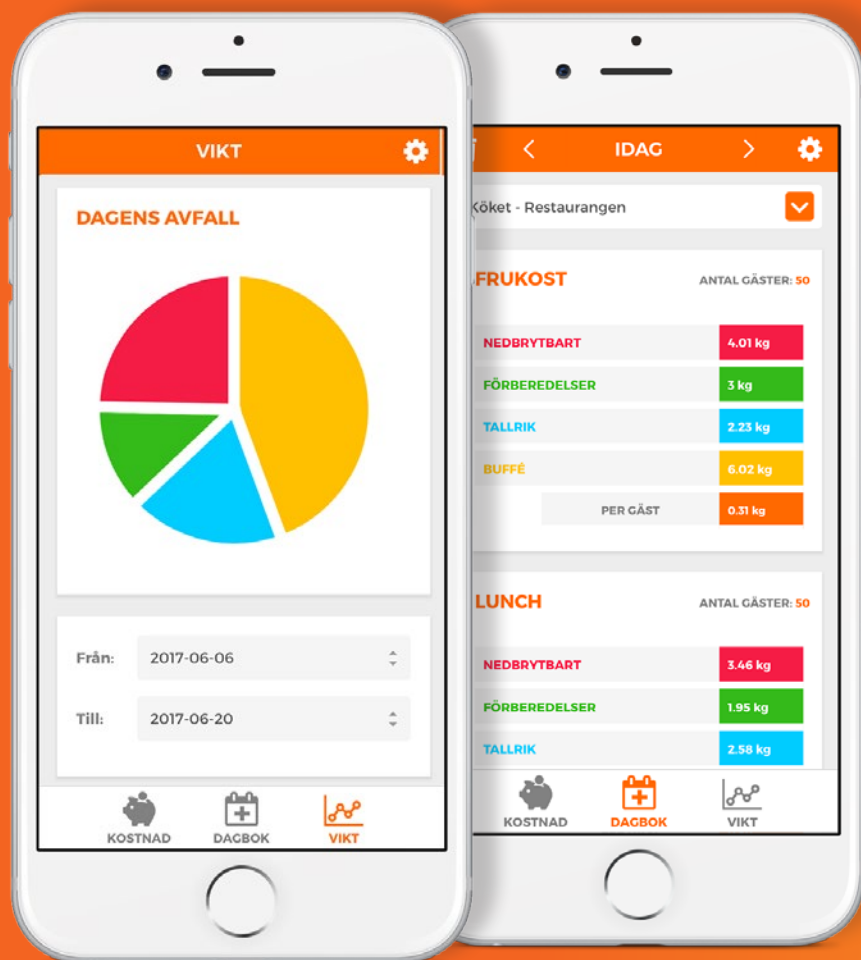 VIKT
DAGENS AVFALL
Från: 2017-06-06
Till: 2017-06-20
KOSTNAD DAGBOK VIKT
IDAG
Köket - Restaurangen
FRUKOST ANTAL GÄSTER: 50
NEDBRYTBART 4.01 kg
FÖRBEREDELSER 3 kg
TALLRIK 2.23 kg
BUFFÉ 6.02 kg
PER GÄST 0.31 kg
LUNCH ANTAL GÄSTER: 50
NEDBRYTBART 3.46 kg
FÖRBEREDELSER 1.95 kg
TALLRIK 2.58 kg
KOSTNAD DAGBOK VIKT